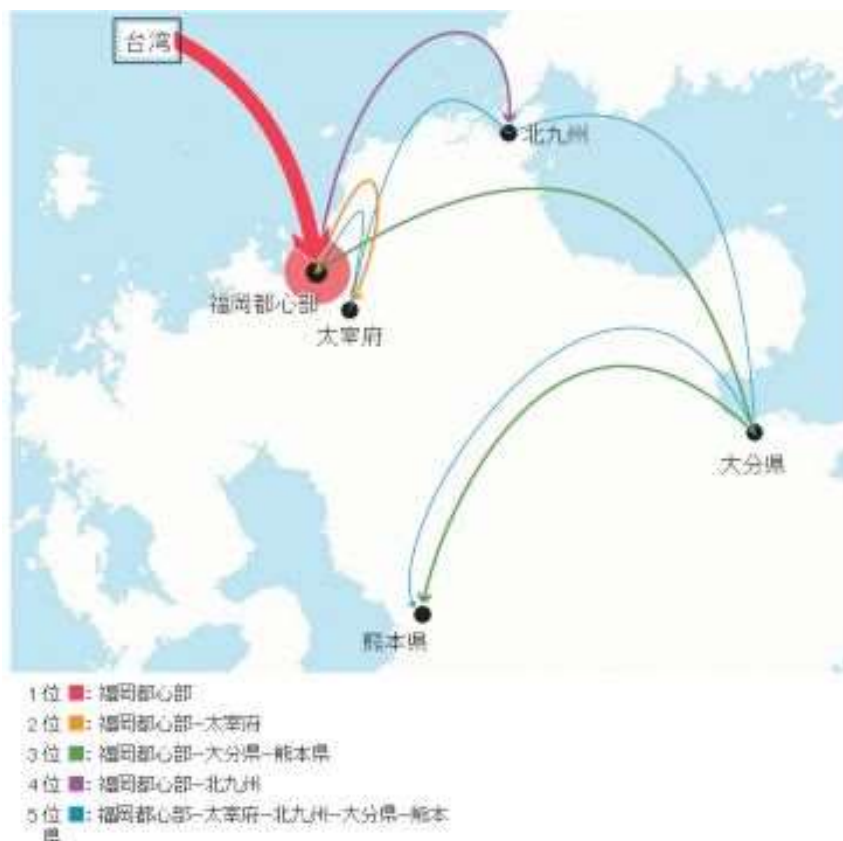 台湾
北九州
福岡都心部
太宰府
大分県
熊本県
1位 ■: 福岡都心部
2位 ■: 福岡都心部-太宰府
3位 ■: 福岡都心部-大分県-熊本県
4位 ■: 福岡都心部-北九州
5位 ■: 福岡都心部-太宰府-北九州-大分県-熊本
県